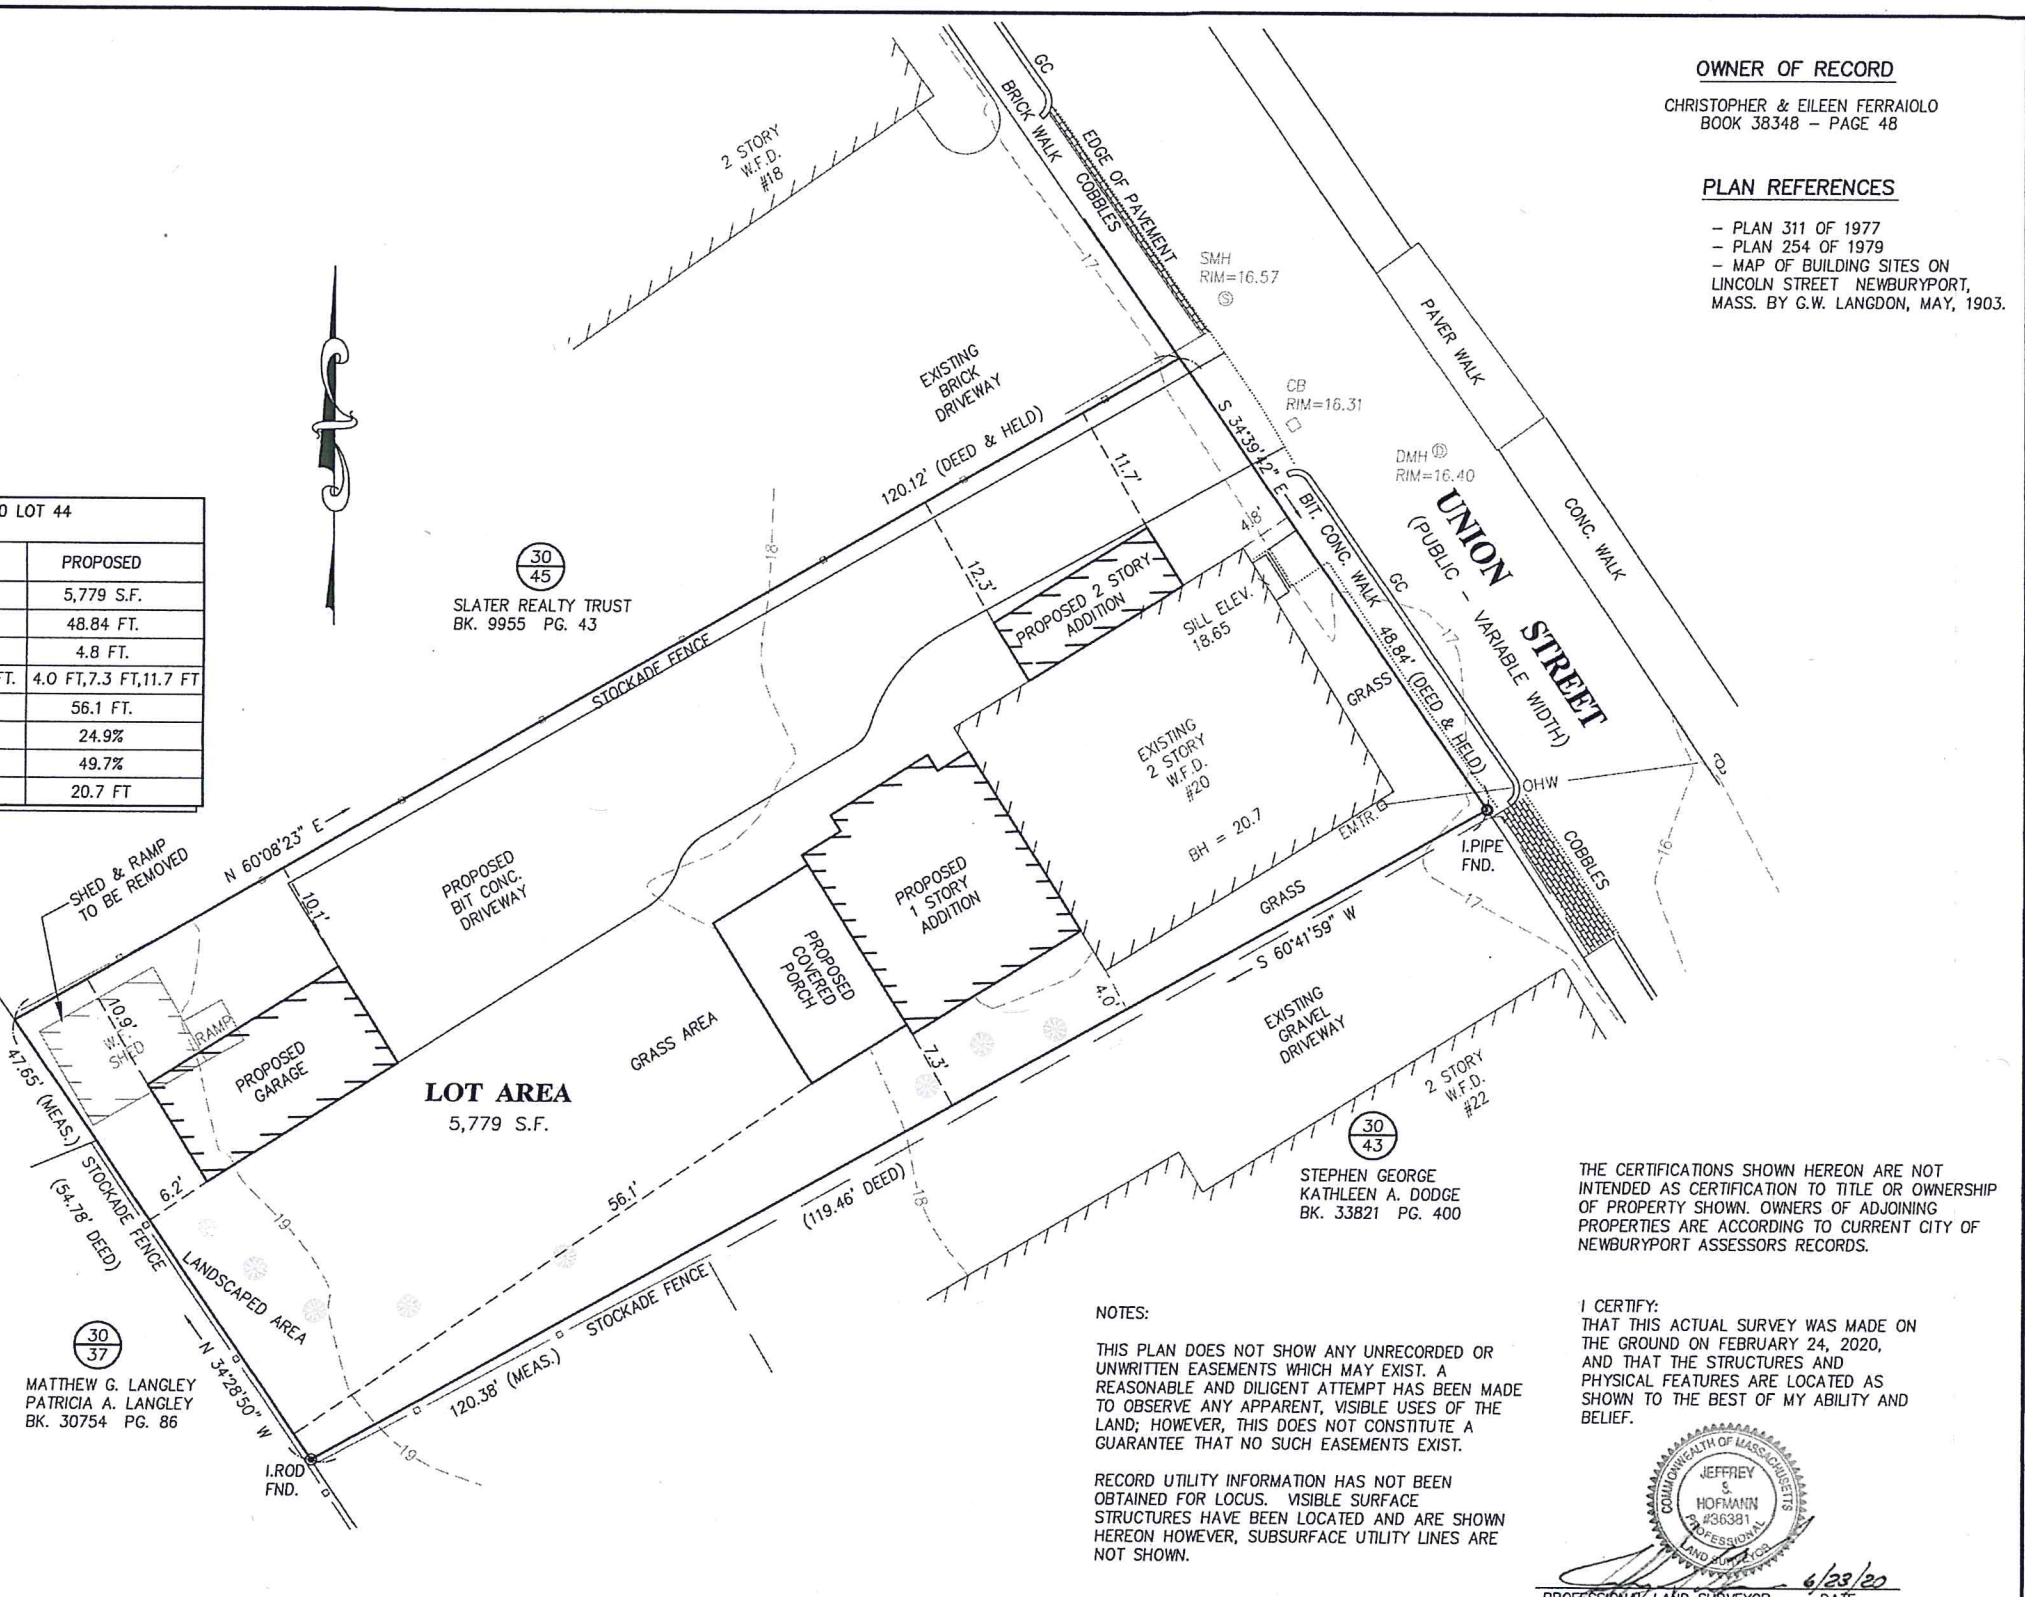 OWNER OF RECORD
CHRISTOPHER & EILEEN FERRAIOLO
BOOK 38348 - PAGE 48
PLAN REFERENCES
- PLAN 311 OF 1977
- PLAN 254 OF 1979
- MAP OF BUILDING SITES ON
LINCOLN STREET NEWBURYPORT,
MASS. BY G.W. LANGDON, MAY, 1903.
GC
BRICK WALK
COBBLES
EDGE OF PAVEMENT
2 STORY
W.F.D.
#18
17
SMH
RIM=16.57
S
PAVER WALK
EXISTING
BRICK
DRIVEWAY
CB
RIM=16.31
DMH D
RIM=16.40
CONC. WALK
UNION STREET
(PUBLIC - VARIABLE WIDTH)
120.12' (DEED & HELD)
S 34°39'42" E
11.7'
12.3'
4.8'
BIT. CONC. WALK
GC
17
48.84' (DEED & HELD)
0 LOT 44
PROPOSED
5,779 S.F.
48.84 FT.
4.8 FT.
FT.
4.0 FT,7.3 FT,11.7 FT
56.1 FT.
24.9%
49.7%
20.7 FT
30
45
SLATER REALTY TRUST
BK. 9955 PG. 43
18
STOCKADE FENCE
PROPOSED 2 STORY
ADDITION
SILL ELEV.
18.65
GRASS
EXISTING
2 STORY
W.F.D.
#20
BH = 20.7
EMTR.
OHW
I.PIPE
FND.
COBBLES
16
17
SHED & RAMP
TO BE REMOVED
N 60°08'23" E
10.1'
PROPOSED
BIT CONC.
DRIVEWAY
PROPOSED
1 STORY
ADDITION
PROPOSED
COVERED
PORCH
GRASS
S 60°41'59" W
4.0'
EXISTING
GRAVEL
DRIVEWAY
10.9'
W.F.
SHED
RAMP
PROPOSED
GARAGE
GRASS AREA
7.3'
2 STORY
W.F.D.
#22
LOT AREA
5,779 S.F.
47.65' (MEAS.)
(54.78' DEED)
STOCKADE FENCE
6.2'
19
56.1'
(119.46' DEED)
18
30
43
STEPHEN GEORGE
KATHLEEN A. DODGE
BK. 33821 PG. 400
LANDSCAPED AREA
STOCKADE FENCE
120.38' (MEAS.)
19
30
37
MATTHEW G. LANGLEY
PATRICIA A. LANGLEY
BK. 30754 PG. 86
N 34°28'50" W
I.ROD
FND.
NOTES:
THIS PLAN DOES NOT SHOW ANY UNRECORDED OR
UNWRITTEN EASEMENTS WHICH MAY EXIST. A
REASONABLE AND DILIGENT ATTEMPT HAS BEEN MADE
TO OBSERVE ANY APPARENT, VISIBLE USES OF THE
LAND; HOWEVER, THIS DOES NOT CONSTITUTE A
GUARANTEE THAT NO SUCH EASEMENTS EXIST.
RECORD UTILITY INFORMATION HAS NOT BEEN
OBTAINED FOR LOCUS. VISIBLE SURFACE
STRUCTURES HAVE BEEN LOCATED AND ARE SHOWN
HEREON HOWEVER, SUBSURFACE UTILITY LINES ARE
NOT SHOWN.
THE CERTIFICATIONS SHOWN HEREON ARE NOT
INTENDED AS CERTIFICATION TO TITLE OR OWNERSHIP
OF PROPERTY SHOWN. OWNERS OF ADJOINING
PROPERTIES ARE ACCORDING TO CURRENT CITY OF
NEWBURYPORT ASSESSORS RECORDS.
I CERTIFY:
THAT THIS ACTUAL SURVEY WAS MADE ON
THE GROUND ON FEBRUARY 24, 2020,
AND THAT THE STRUCTURES AND
PHYSICAL FEATURES ARE LOCATED AS
SHOWN TO THE BEST OF MY ABILITY AND
BELIEF.
COMMONWEALTH OF MASSACHUSETTS
JEFFREY
S.
HOFMANN
#36381
PROFESSIONAL
LAND SURVEYOR
6/23/20
PROFESSIONAL LAND SURVEYOR DATE